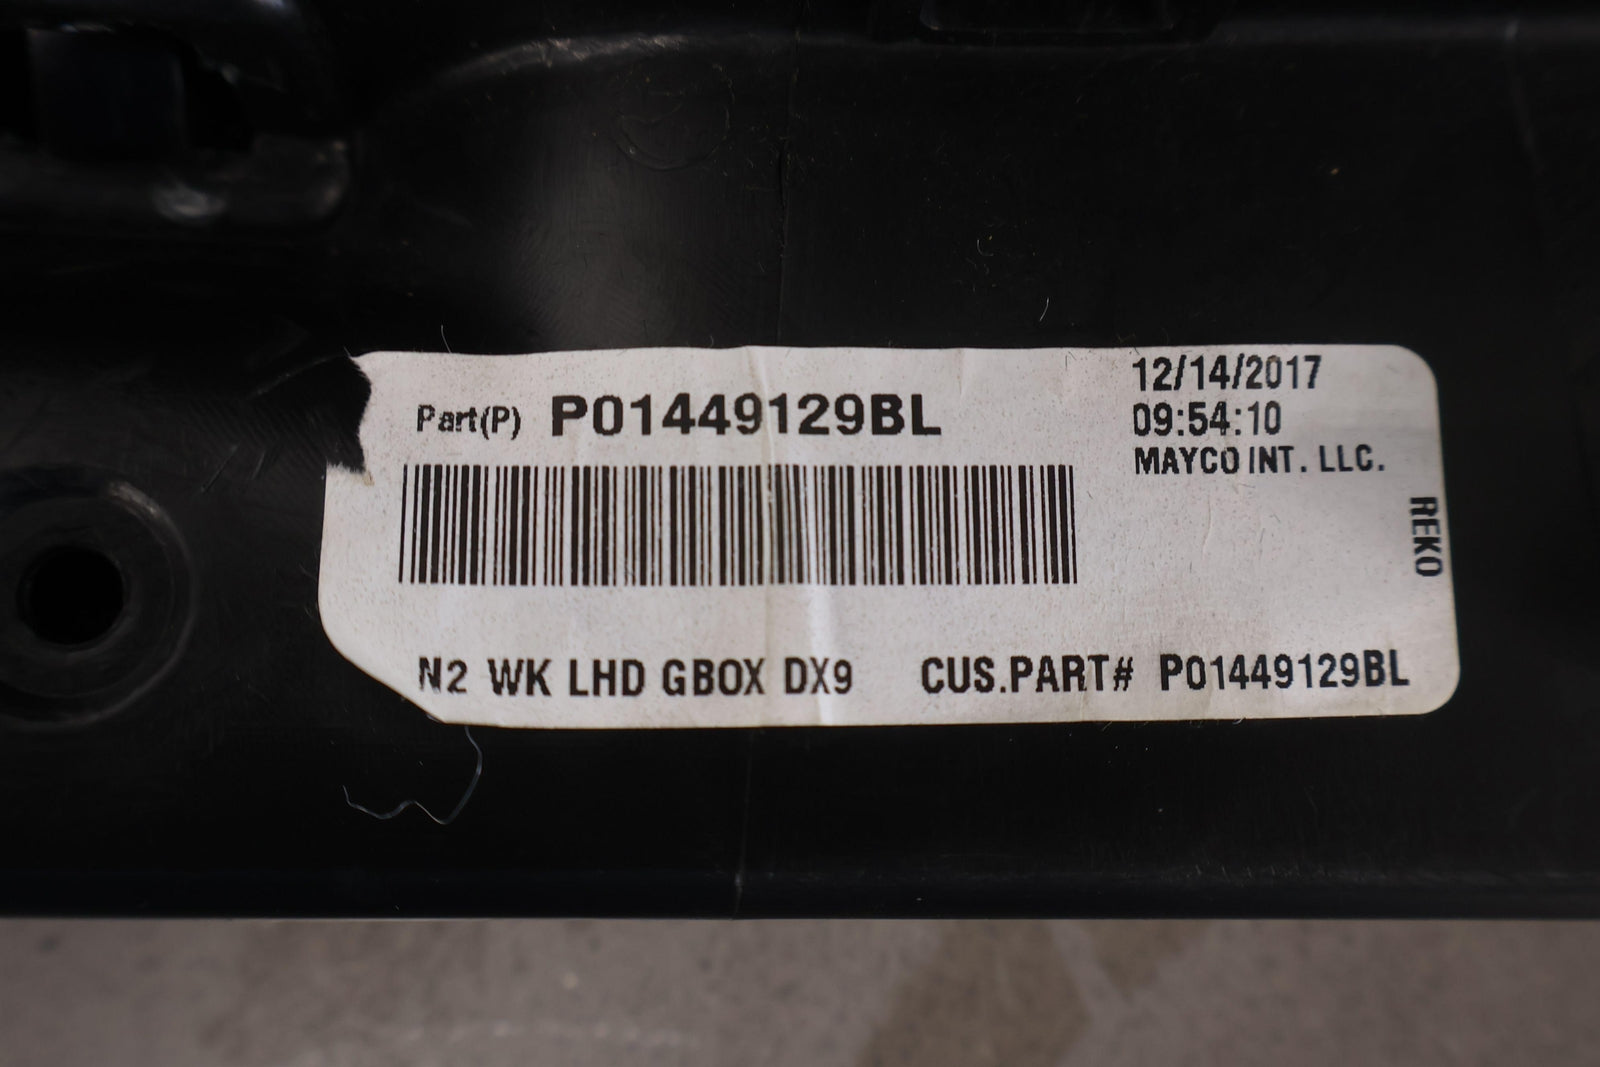 Part(P) P01449129BL
12/14/2017
09:54:10
MAYCO INT. LLC.
REKO
N2 WK LHD GBOX DX9 CUS.PART# P01449129BL